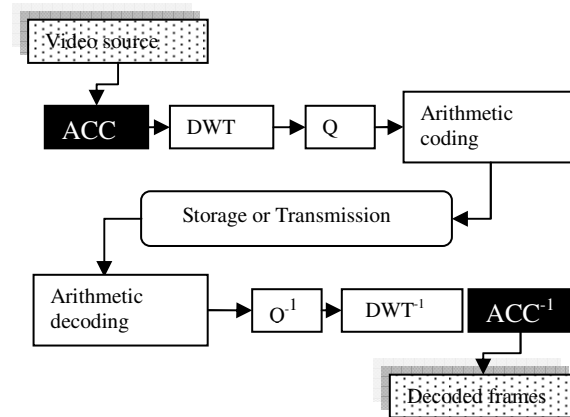 Video source
ACC
DWT
Q
Arithmetic
coding
Storage or Transmission
Arithmetic
decoding
Q⁻¹
DWT⁻¹
ACC⁻¹
Decoded frames